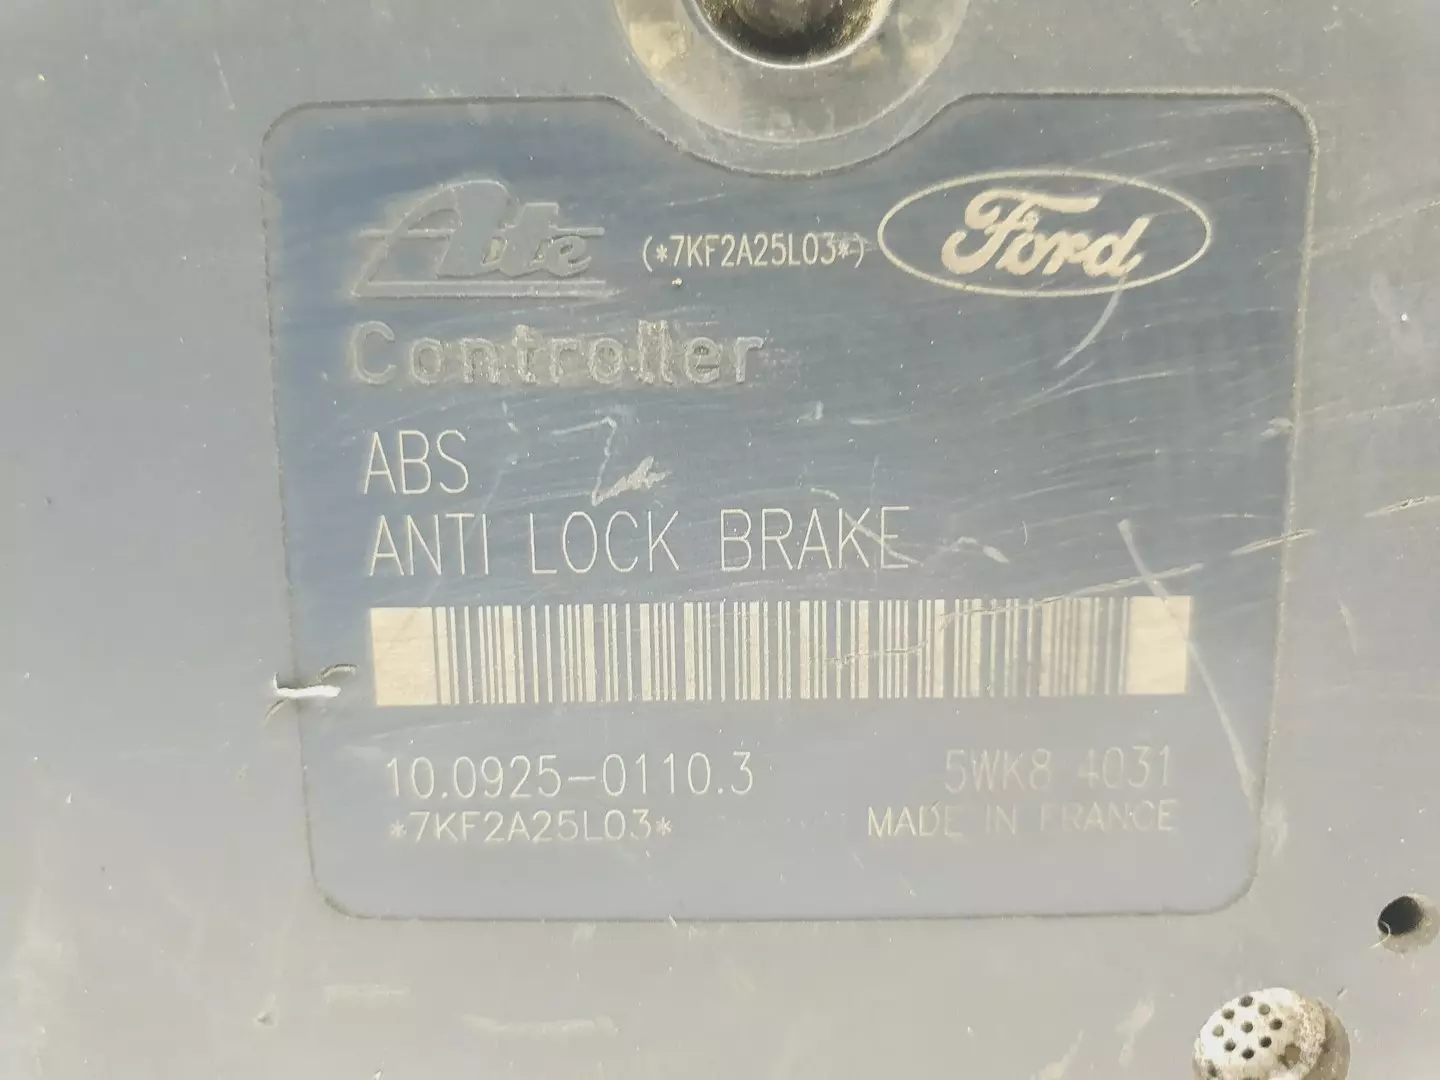 Ate (*7KF2A25L03*) Ford
Controller
ABS
ANTI LOCK BRAKE
10.0925-0110.3 5WK8 4031
*7KF2A25L03* MADE IN FRANCE